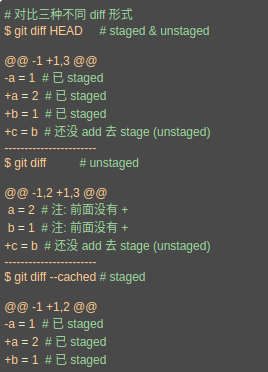 # 对比三种不同 diff 形式
$ git diff HEAD # staged & unstaged
@@ -1 +1,3 @@
-a = 1 # 已 staged
+a = 2 # 已 staged
+b = 1 # 已 staged
+c = b # 还没 add 去 stage (unstaged)
-----------------------
$ git diff # unstaged
@@ -1,2 +1,3 @@
a = 2 # 注: 前面没有 +
b = 1 # 注: 前面没有 +
+c = b # 还没 add 去 stage (unstaged)
-----------------------
$ git diff --cached # staged
@@ -1 +1,2 @@
-a = 1 # 已 staged
+a = 2 # 已 staged
+b = 1 # 已 staged